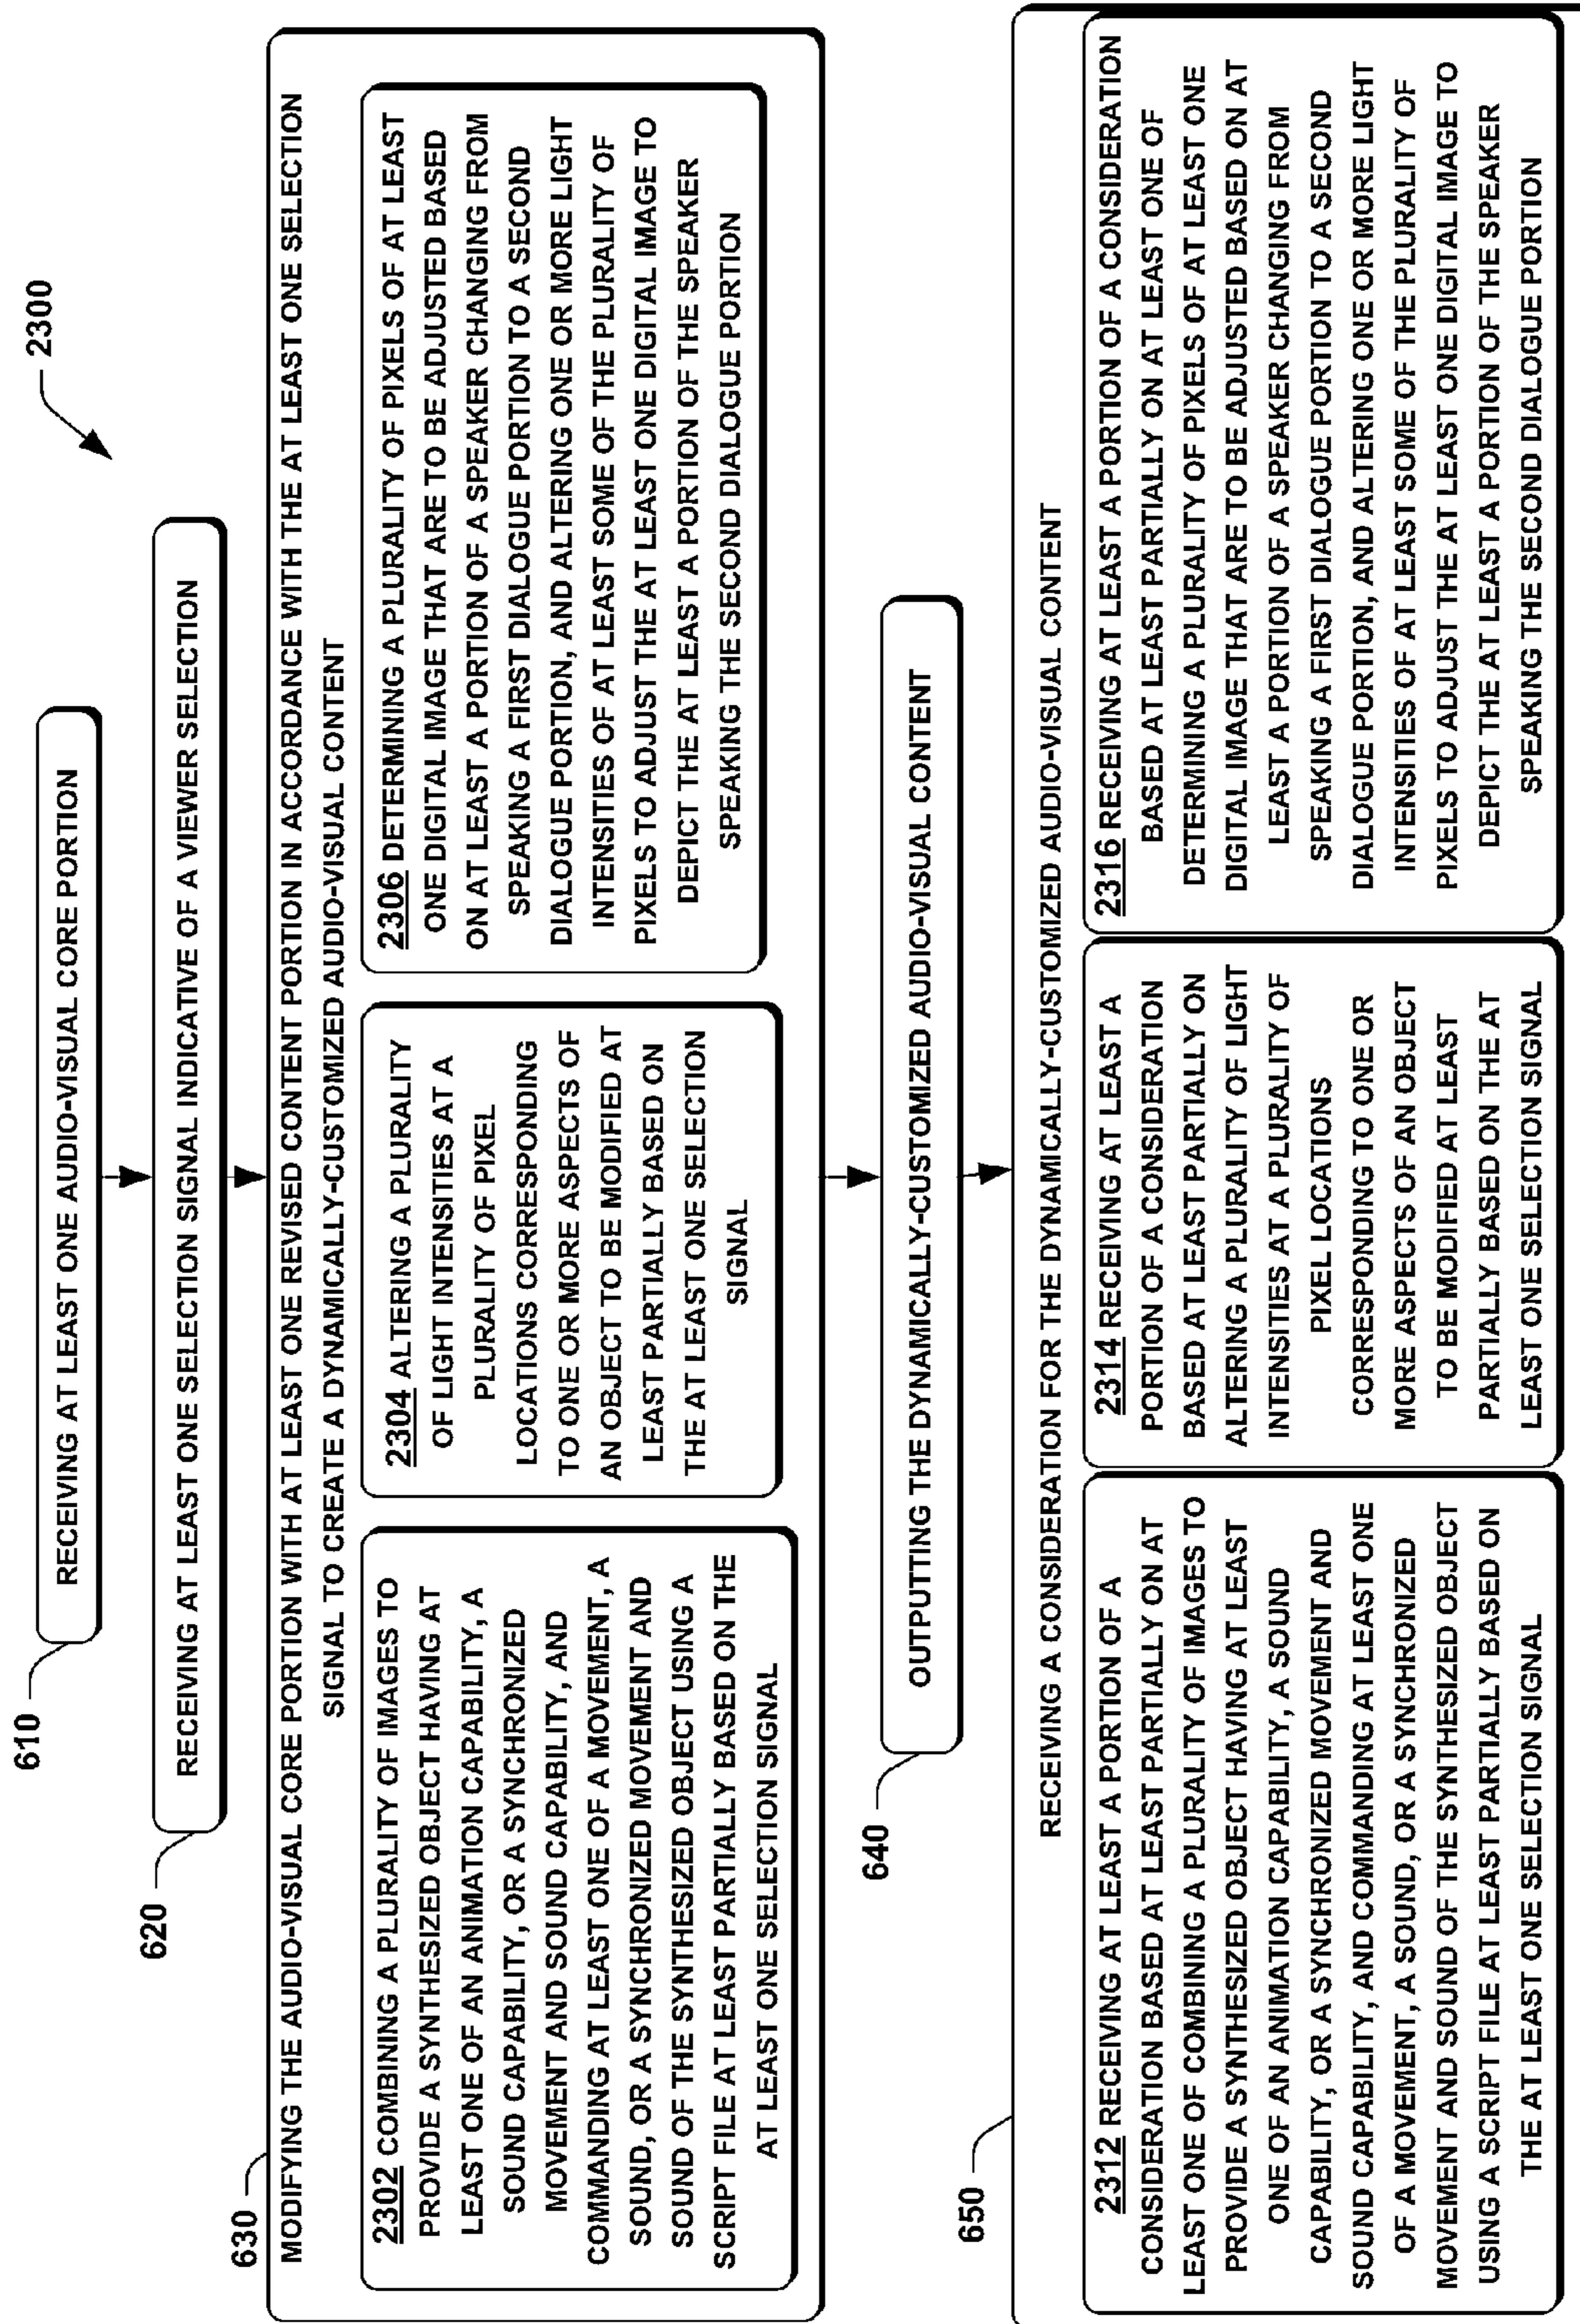 2300
610
RECEIVING AT LEAST ONE AUDIO-VISUAL CORE PORTION
620
RECEIVING AT LEAST ONE SELECTION SIGNAL INDICATIVE OF A VIEWER SELECTION
630
MODIFYING THE AUDIO-VISUAL CORE PORTION WITH AT LEAST ONE REVISED CONTENT PORTION IN ACCORDANCE WITH THE AT LEAST ONE SELECTION
SIGNAL TO CREATE A DYNAMICALLY-CUSTOMIZED AUDIO-VISUAL CONTENT
2302 COMBINING A PLURALITY OF IMAGES TO
PROVIDE A SYNTHESIZED OBJECT HAVING AT
LEAST ONE OF AN ANIMATION CAPABILITY, A
SOUND CAPABILITY, OR A SYNCHRONIZED
MOVEMENT AND SOUND CAPABILITY, AND
COMMANDING AT LEAST ONE OF A MOVEMENT, A
SOUND, OR A SYNCHRONIZED MOVEMENT AND
SOUND OF THE SYNTHESIZED OBJECT USING A
SCRIPT FILE AT LEAST PARTIALLY BASED ON THE
AT LEAST ONE SELECTION SIGNAL
2304 ALTERING A PLURALITY
OF LIGHT INTENSITIES AT A
PLURALITY OF PIXEL
LOCATIONS CORRESPONDING
TO ONE OR MORE ASPECTS OF
AN OBJECT TO BE MODIFIED AT
LEAST PARTIALLY BASED ON
THE AT LEAST ONE SELECTION
SIGNAL
2306 DETERMINING A PLURALITY OF PIXELS OF AT LEAST
ONE DIGITAL IMAGE THAT ARE TO BE ADJUSTED BASED
ON AT LEAST A PORTION OF A SPEAKER CHANGING FROM
SPEAKING A FIRST DIALOGUE PORTION TO A SECOND
DIALOGUE PORTION, AND ALTERING ONE OR MORE LIGHT
INTENSITIES OF AT LEAST SOME OF THE PLURALITY OF
PIXELS TO ADJUST THE AT LEAST ONE DIGITAL IMAGE TO
DEPICT THE AT LEAST A PORTION OF THE SPEAKER
SPEAKING THE SECOND DIALOGUE PORTION
640
OUTPUTTING THE DYNAMICALLY-CUSTOMIZED AUDIO-VISUAL CONTENT
650
RECEIVING A CONSIDERATION FOR THE DYNAMICALLY-CUSTOMIZED AUDIO-VISUAL CONTENT
2312 RECEIVING AT LEAST A PORTION OF A
CONSIDERATION BASED AT LEAST PARTIALLY ON AT
LEAST ONE OF COMBINING A PLURALITY OF IMAGES TO
PROVIDE A SYNTHESIZED OBJECT HAVING AT LEAST
ONE OF AN ANIMATION CAPABILITY, A SOUND
CAPABILITY, OR A SYNCHRONIZED MOVEMENT AND
SOUND CAPABILITY, AND COMMANDING AT LEAST ONE
OF A MOVEMENT, A SOUND, OR A SYNCHRONIZED
MOVEMENT AND SOUND OF THE SYNTHESIZED OBJECT
USING A SCRIPT FILE AT LEAST PARTIALLY BASED ON
THE AT LEAST ONE SELECTION SIGNAL
2314 RECEIVING AT LEAST A
PORTION OF A CONSIDERATION
BASED AT LEAST PARTIALLY ON
ALTERING A PLURALITY OF LIGHT
INTENSITIES AT A PLURALITY OF
PIXEL LOCATIONS
CORRESPONDING TO ONE OR
MORE ASPECTS OF AN OBJECT
TO BE MODIFIED AT LEAST
PARTIALLY BASED ON THE AT
LEAST ONE SELECTION SIGNAL
2316 RECEIVING AT LEAST A PORTION OF A CONSIDERATION
BASED AT LEAST PARTIALLY ON AT LEAST ONE OF
DETERMINING A PLURALITY OF PIXELS OF AT LEAST ONE
DIGITAL IMAGE THAT ARE TO BE ADJUSTED BASED ON AT
LEAST A PORTION OF A SPEAKER CHANGING FROM
SPEAKING A FIRST DIALOGUE PORTION TO A SECOND
DIALOGUE PORTION, AND ALTERING ONE OR MORE LIGHT
INTENSITIES OF AT LEAST SOME OF THE PLURALITY OF
PIXELS TO ADJUST THE AT LEAST ONE DIGITAL IMAGE TO
DEPICT THE AT LEAST A PORTION OF THE SPEAKER
SPEAKING THE SECOND DIALOGUE PORTION